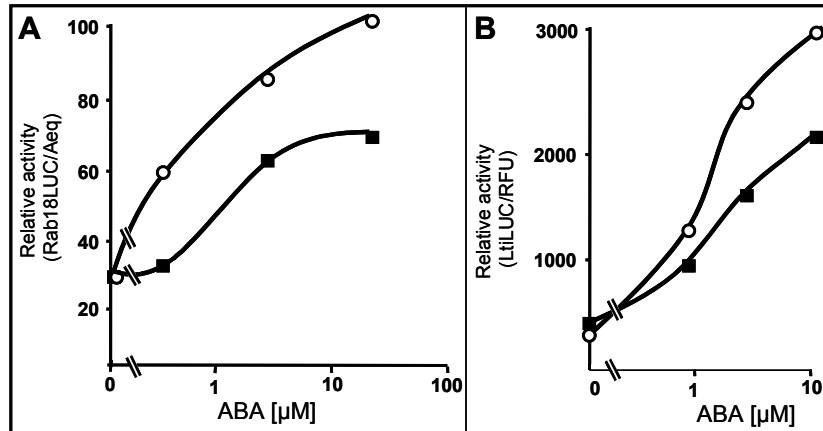 A
100
80
60
40
20
Relative activity
(Rab18LUC/Aeq)
0 1 10 100
ABA [µM]
B
3000
2000
1000
Relative activity
(LtiLUC/RFU)
0 1 10
ABA [µM]